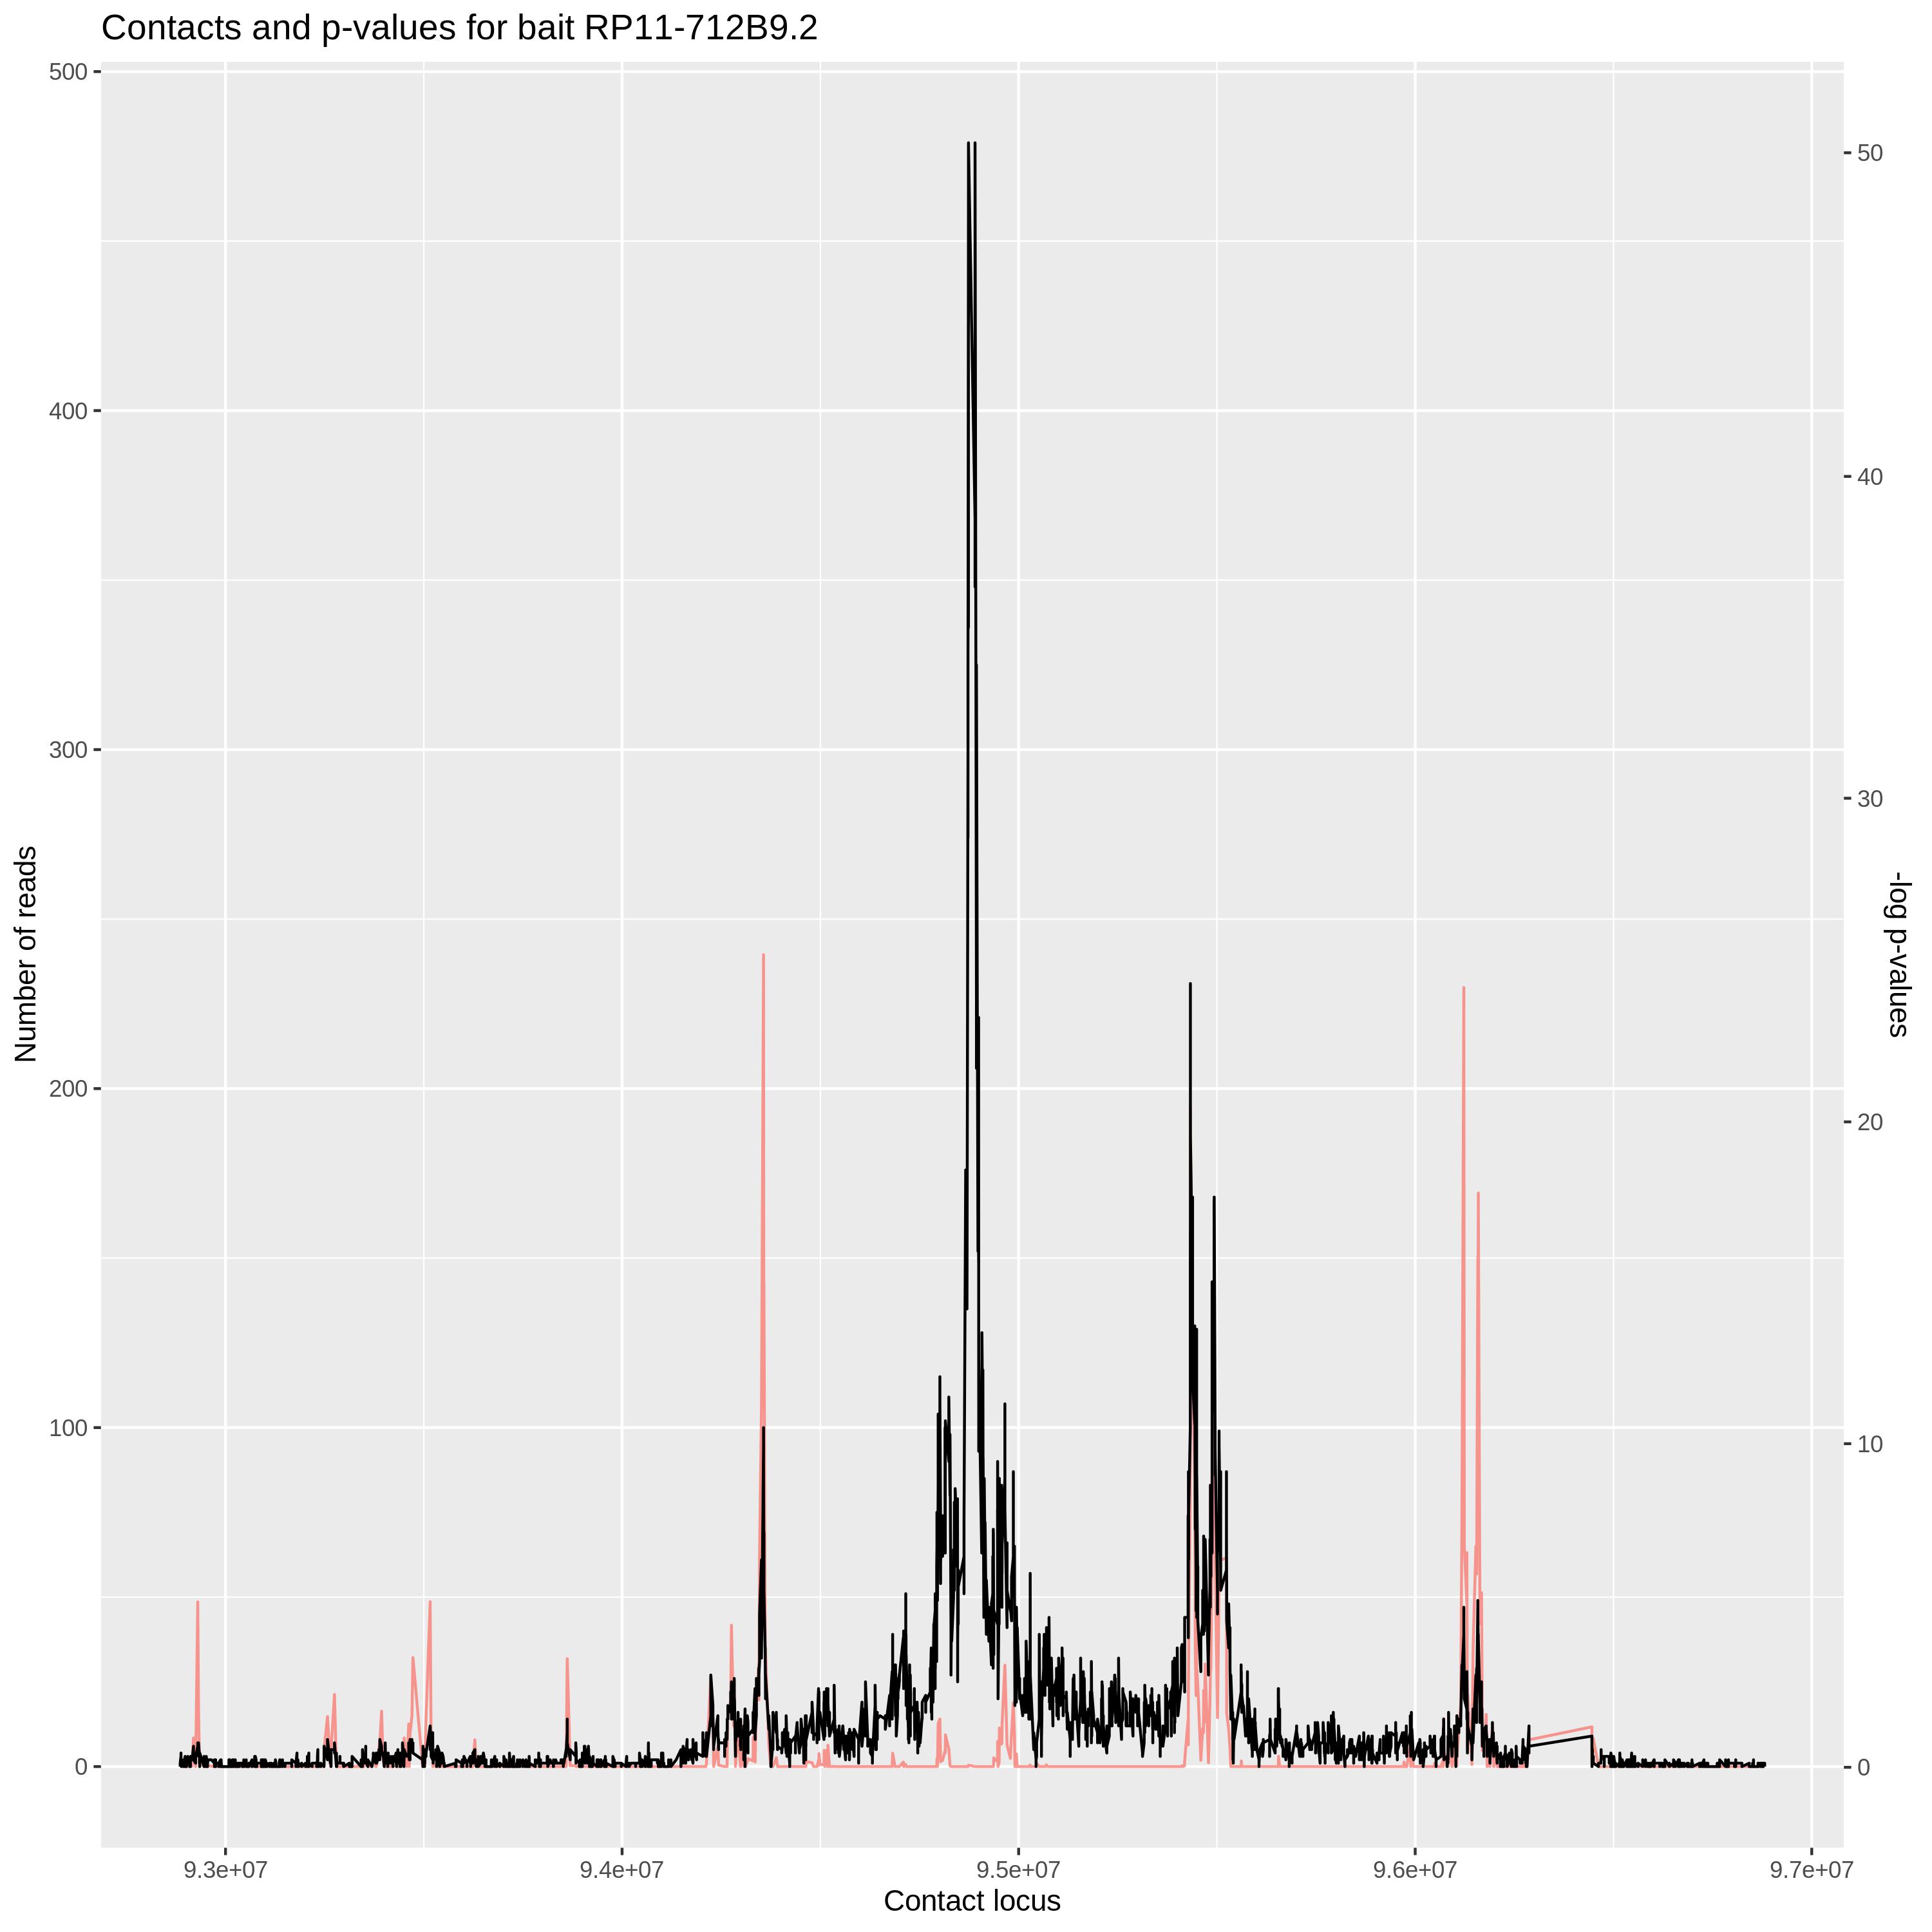 Contacts and p-values for bait RP11-712B9.2
500
400
300
200
100
0
Number of reads
50
40
30
20
10
0
-log p-values
9.3e+07 9.4e+07 9.5e+07 9.6e+07 9.7e+07
Contact locus